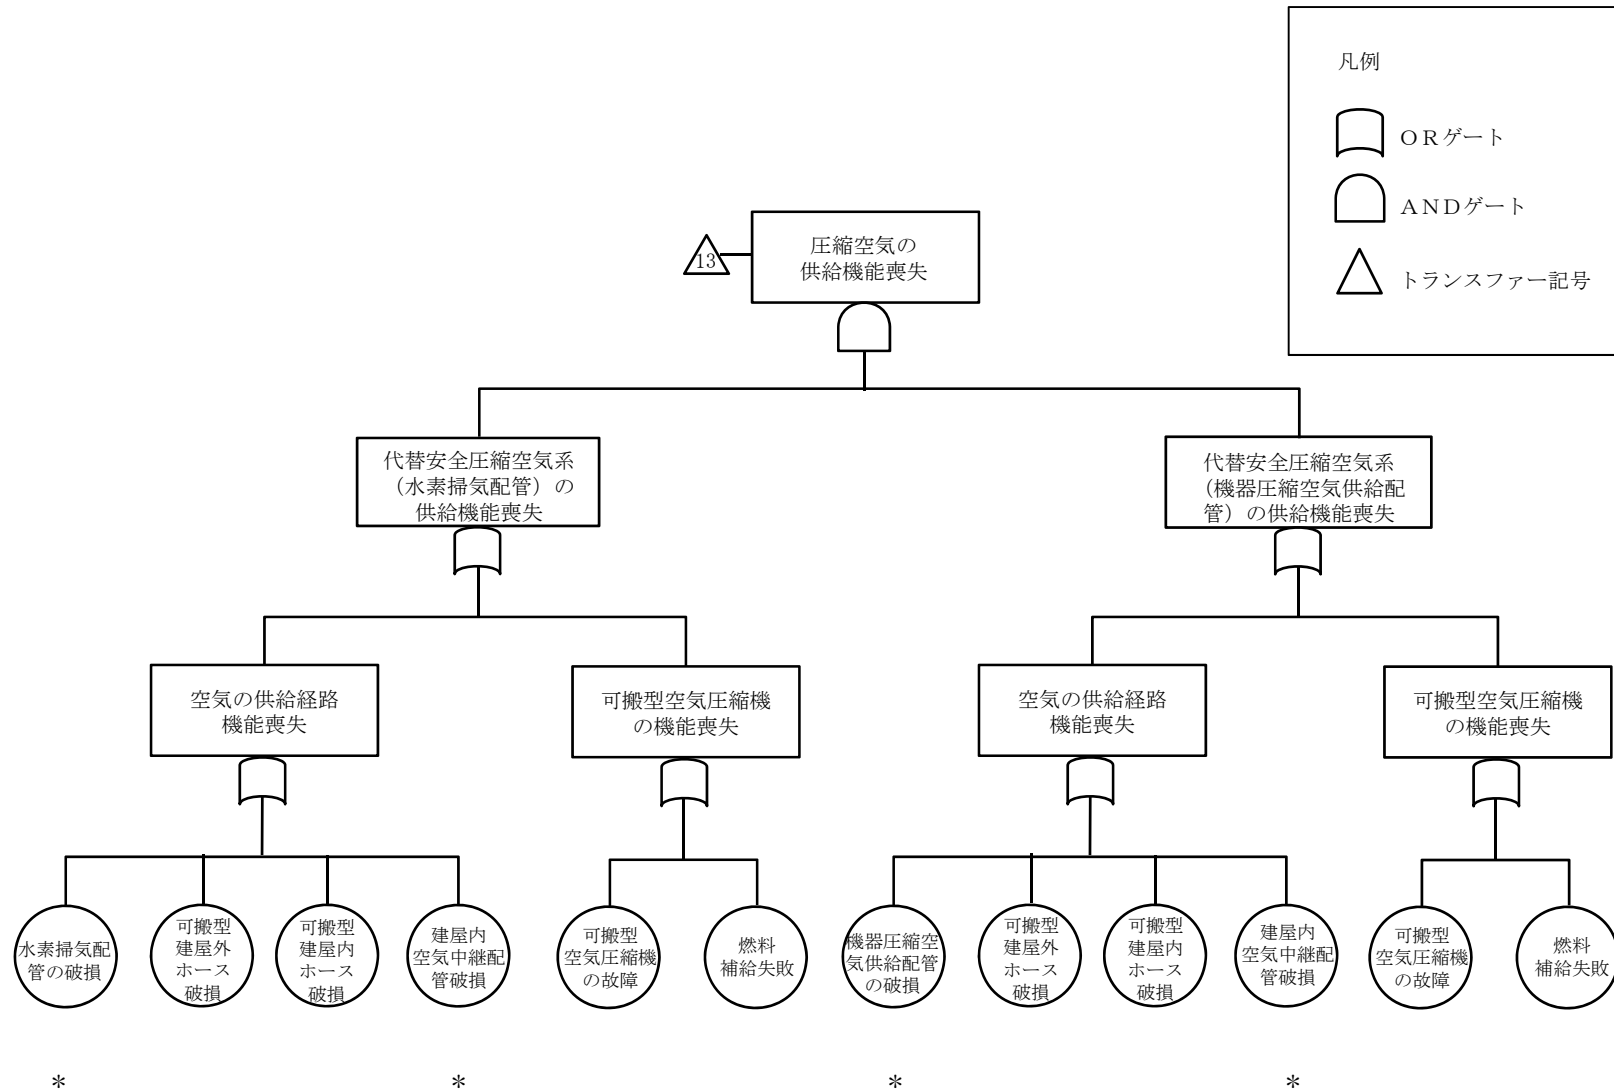 凡例
ORゲート
ANDゲート
トランスファー記号
13
圧縮空気の
供給機能喪失
代替安全圧縮空気系
（水素掃気配管）の
供給機能喪失
代替安全圧縮空気系
（機器圧縮空気供給配
管）の供給機能喪失
空気の供給経路
機能喪失
可搬型空気圧縮機
の機能喪失
空気の供給経路
機能喪失
可搬型空気圧縮機
の機能喪失
水素掃気配
管の破損
可搬型
建屋外
ホース
破損
可搬型
建屋内
ホース
破損
建屋内
空気中継配
管破損
可搬型
空気圧縮機
の故障
燃料
補給失敗
機器圧縮空
気供給配管
の破損
可搬型
建屋外
ホース
破損
可搬型
建屋内
ホース
破損
建屋内
空気中継配
管破損
可搬型
空気圧縮機
の故障
燃料
補給失敗
＊
＊
＊
＊